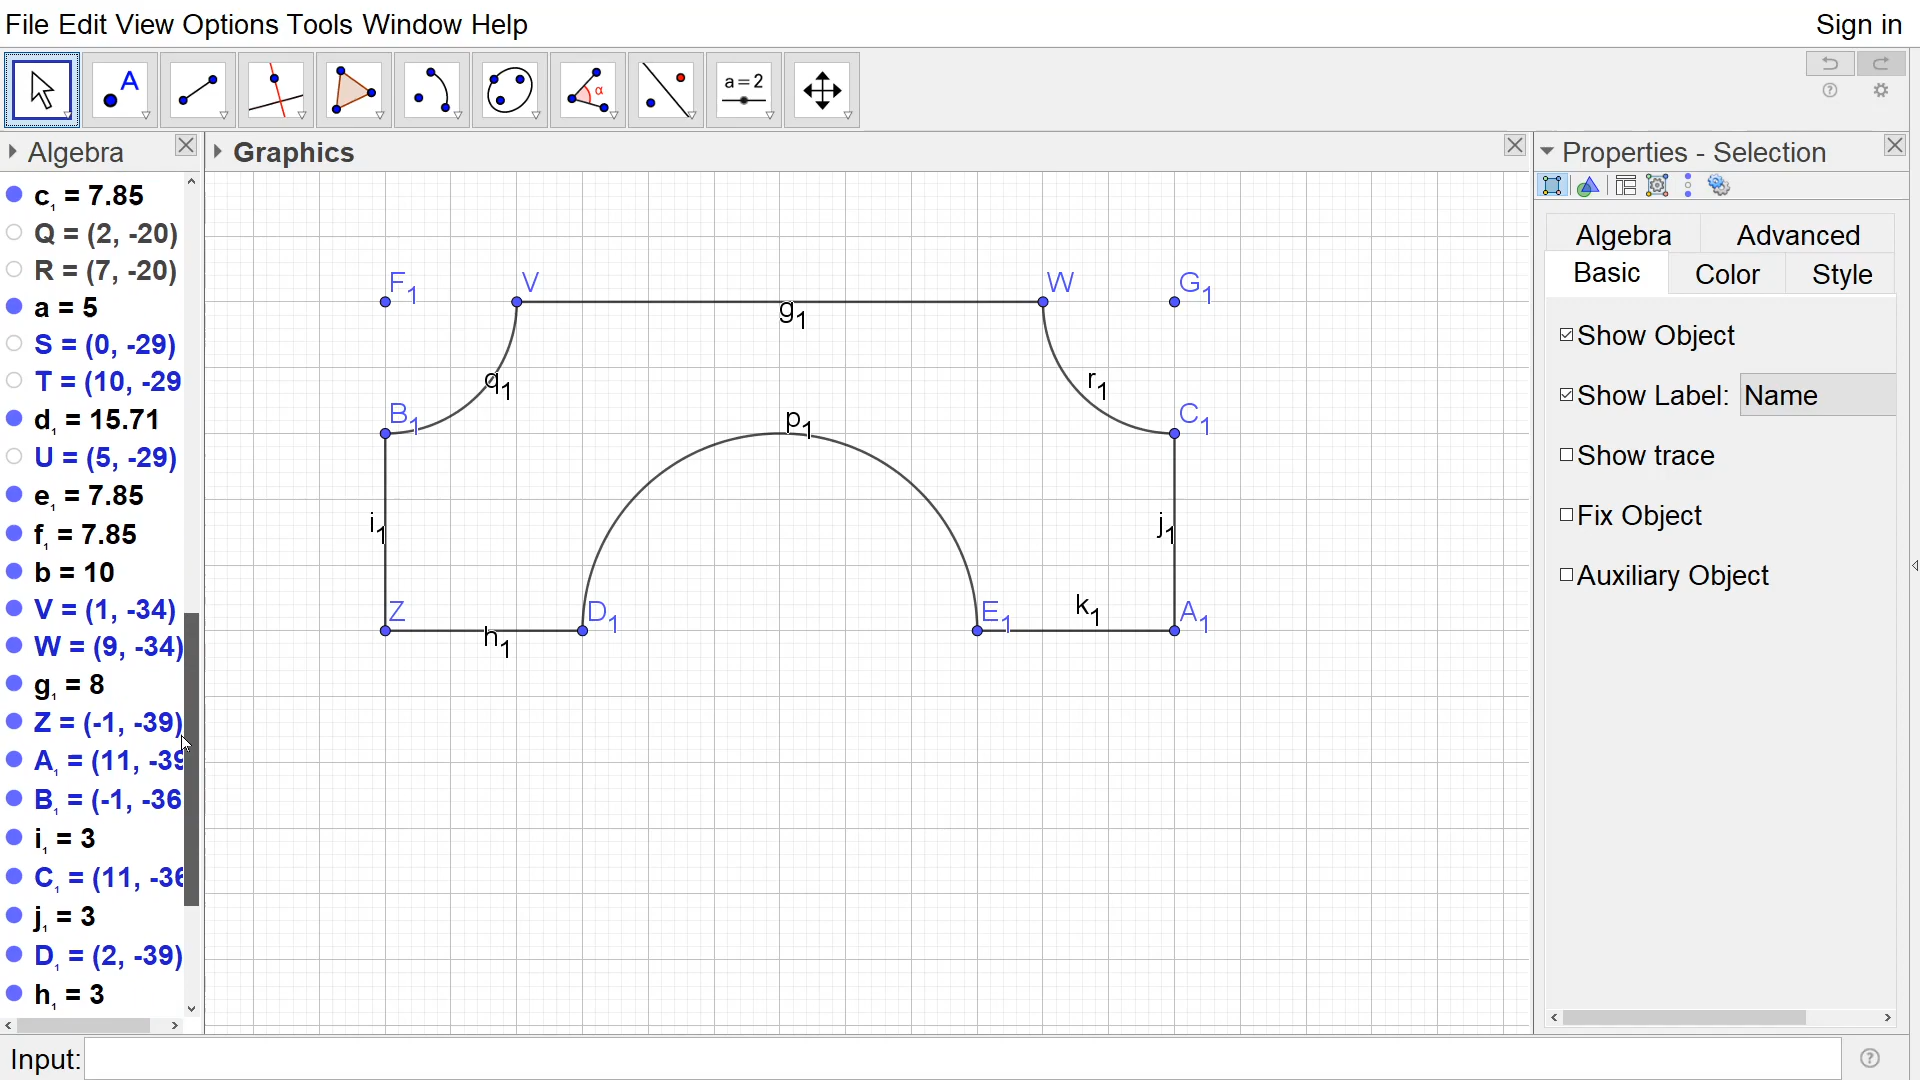 File Edit View Options Tools Window Help
Sign in
A
α
a=2
Algebra
Graphics
Properties - Selection
c₁ = 7.85
Q = (2, -20)
R = (7, -20)
a = 5
S = (0, -29)
T = (10, -29
d₁ = 15.71
U = (5, -29)
e₁ = 7.85
f₁ = 7.85
b = 10
V = (1, -34)
W = (9, -34)
g₁ = 8
Z = (-1, -39)
A₁ = (11, -39
B₁ = (-1, -36
i₁ = 3
C₁ = (11, -36
j₁ = 3
D₁ = (2, -39)
h₁ = 3
F₁ V W G₁
g₁
q₁ r₁
B₁ p₁ C₁
i₁ j₁
Z D₁ E₁ k₁ A₁
h₁
Algebra Advanced
Basic Color Style
Show Object
Show Label: Name
Show trace
Fix Object
Auxiliary Object
Input: